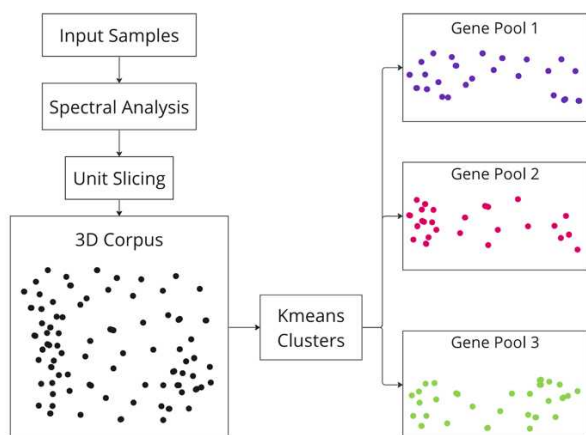 Input Samples
Spectral Analysis
Unit Slicing
3D Corpus
Kmeans
Clusters
Gene Pool 1
Gene Pool 2
Gene Pool 3